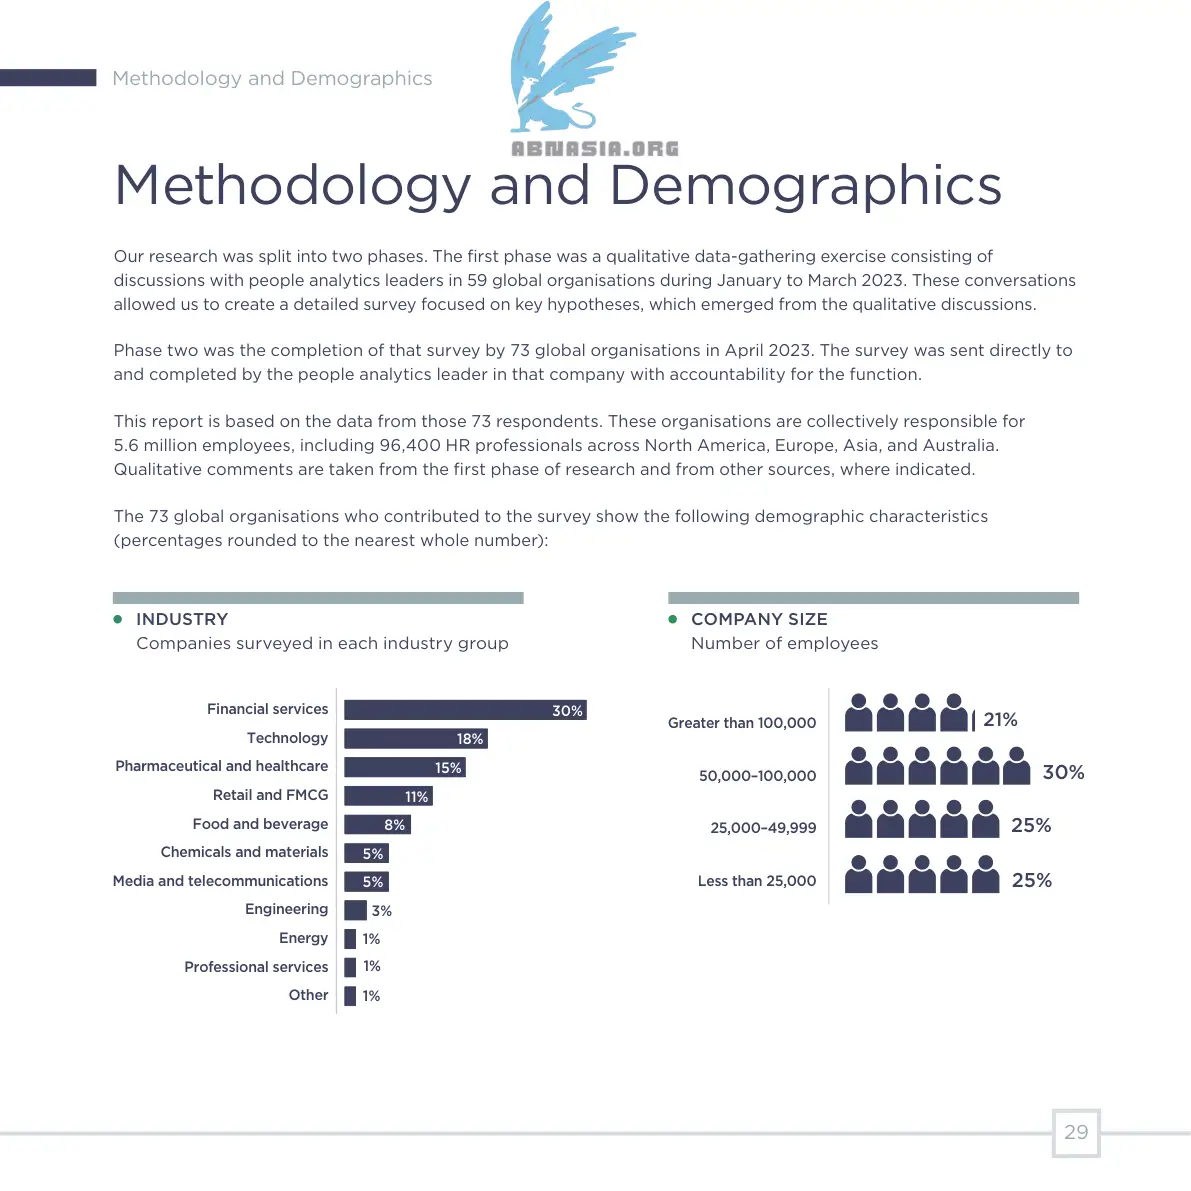 Methodology and Demographics
ABNASIA.ORG
Methodology and Demographics
Our research was split into two phases. The first phase was a qualitative data-gathering exercise consisting of
discussions with people analytics leaders in 59 global organisations during January to March 2023. These conversations
allowed us to create a detailed survey focused on key hypotheses, which emerged from the qualitative discussions.
Phase two was the completion of that survey by 73 global organisations in April 2023. The survey was sent directly to
and completed by the people analytics leader in that company with accountability for the function.
This report is based on the data from those 73 respondents. These organisations are collectively responsible for
5.6 million employees, including 96,400 HR professionals across North America, Europe, Asia, and Australia.
Qualitative comments are taken from the first phase of research and from other sources, where indicated.
The 73 global organisations who contributed to the survey show the following demographic characteristics
(percentages rounded to the nearest whole number):
INDUSTRY
Companies surveyed in each industry group
Financial services 30%
Technology 18%
Pharmaceutical and healthcare 15%
Retail and FMCG 11%
Food and beverage 8%
Chemicals and materials 5%
Media and telecommunications 5%
Engineering 3%
Energy 1%
Professional services 1%
Other 1%
COMPANY SIZE
Number of employees
Greater than 100,000 21%
50,000–100,000 30%
25,000–49,999 25%
Less than 25,000 25%
29